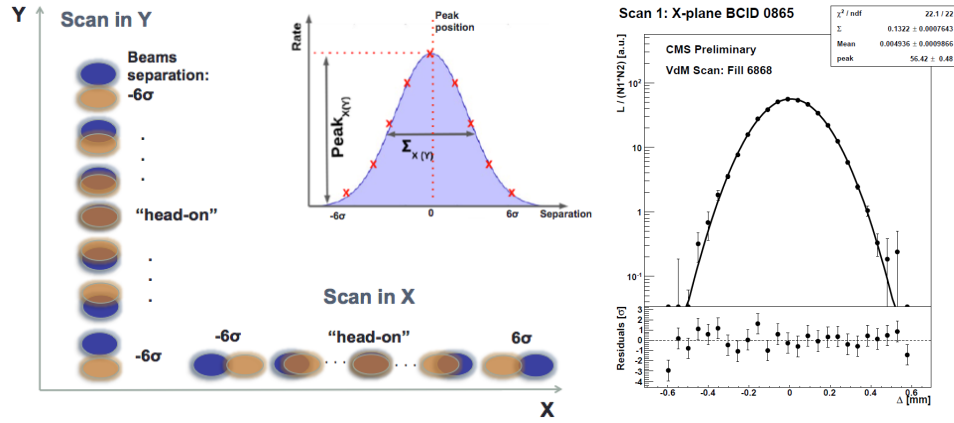 Y
Scan in Y
Beams
separation:
-6σ
.
.
.
"head-on"
.
.
.
-6σ
Rate
Peak
position
Peak X(Y)
Σ X (Y)
-6σ
0
6σ
Separation
Scan in X
-6σ
"head-on"
6σ
...
...
X
Scan 1: X-plane BCID 0865
χ² / ndf 22.1 / 22
Σ 0.1322 ± 0.0007643
Mean 0.004936 ± 0.0009866
peak 56.42 ± 0.48
CMS Preliminary
VdM Scan: Fill 6868
L / (N1*N2) [a.u.]
10²
10
1
10⁻¹
Residuals [σ]
3
2
1
0
-1
-2
-3
-4
-0.6
-0.4
-0.2
0
0.2
0.4
0.6
Δ [mm]